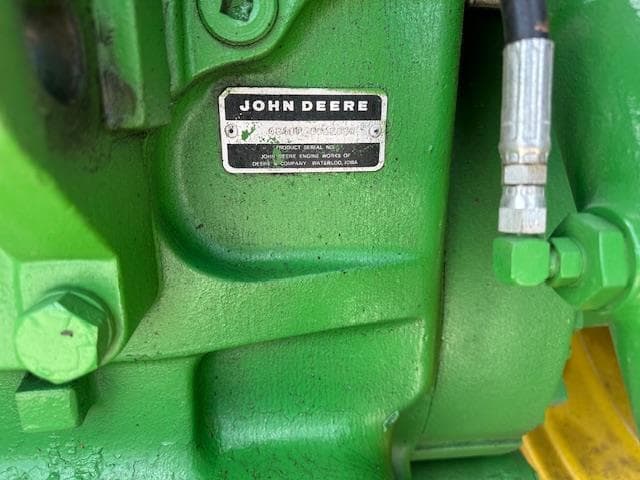 JOHN DEERE
PRODUCT SERIAL NO.
JOHN DEERE ENGINE WORKS OF
DEERE & COMPANY WATERLOO, IOWA